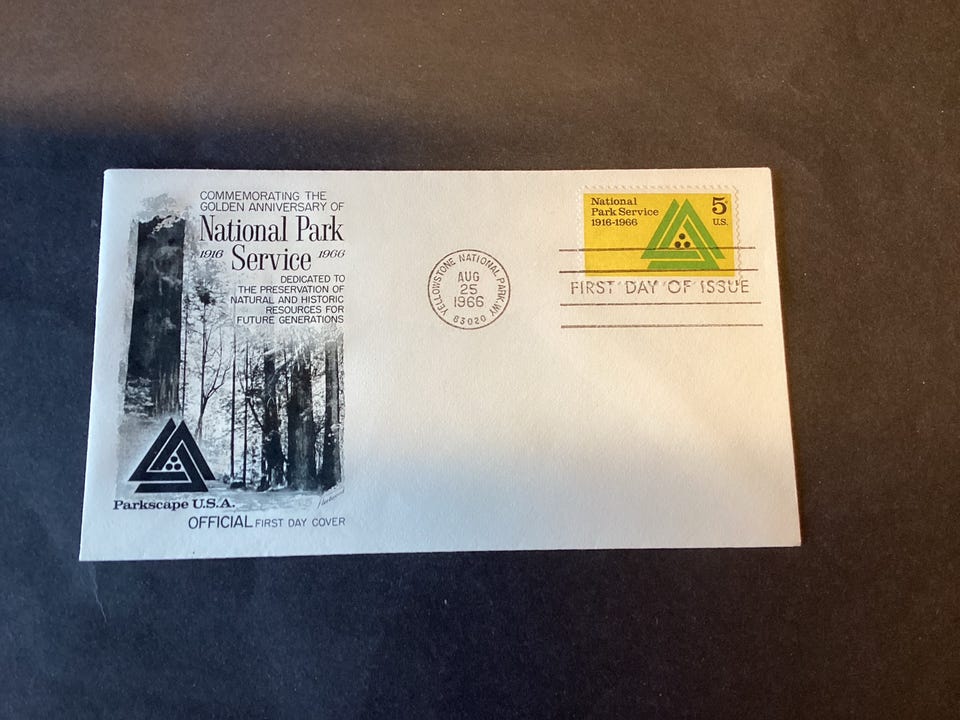 COMMEMORATING THE
GOLDEN ANNIVERSARY OF
National Park
1916 Service 1966
DEDICATED TO
THE PRESERVATION OF
NATURAL AND HISTORIC
RESOURCES FOR
FUTURE GENERATIONS
Parkscape U.S.A.
OFFICIAL FIRST DAY COVER
YELLOWSTONE NATIONAL PARK, WY
AUG
25
1966
83020
National
Park Service
1916-1966
5
U.S.
FIRST DAY OF ISSUE